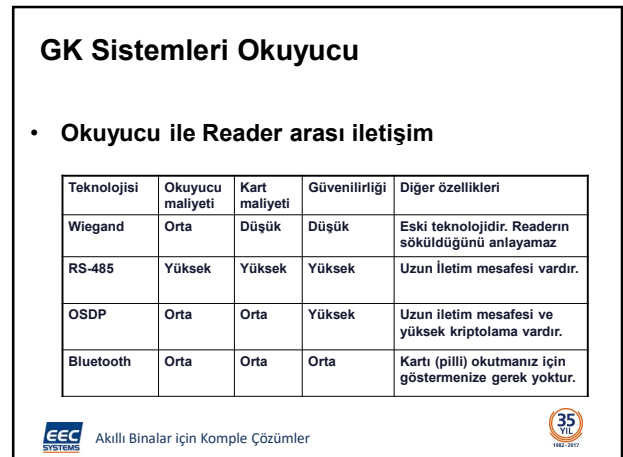 GK Sistemleri Okuyucu
• Okuyucu ile Reader arası iletişim
Teknolojisi Okuyucu maliyeti Kart maliyeti Güvenilirliği Diğer özellikleri
Wiegand Orta Düşük Düşük Eski teknolojidir. Readerın söküldüğünü anlayamaz
RS-485 Yüksek Yüksek Yüksek Uzun İletim mesafesi vardır.
OSDP Orta Orta Yüksek Uzun iletim mesafesi ve yüksek kriptolama vardır.
Bluetooth Orta Orta Orta Kartı (pilli) okutmanız için göstermenize gerek yoktur.
EEC
SYSTEMS
Akıllı Binalar için Komple Çözümler
35
YIL
1982-2017